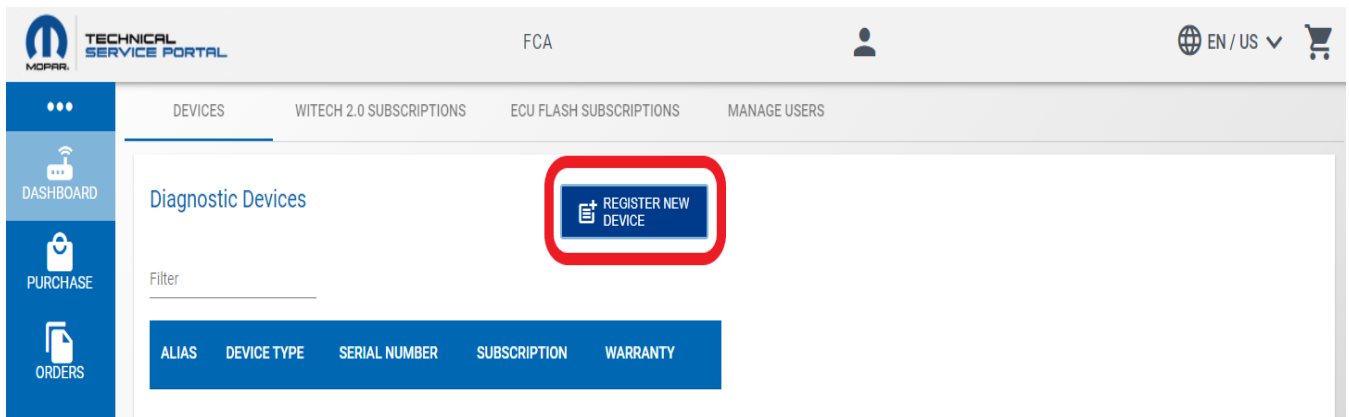 MOPAR.
TECHNICAL
SERVICE PORTAL
FCA
EN / US
DEVICES
WITECH 2.0 SUBSCRIPTIONS
ECU FLASH SUBSCRIPTIONS
MANAGE USERS
DASHBOARD
PURCHASE
ORDERS
Diagnostic Devices
REGISTER NEW
DEVICE
Filter
ALIAS DEVICE TYPE SERIAL NUMBER SUBSCRIPTION WARRANTY